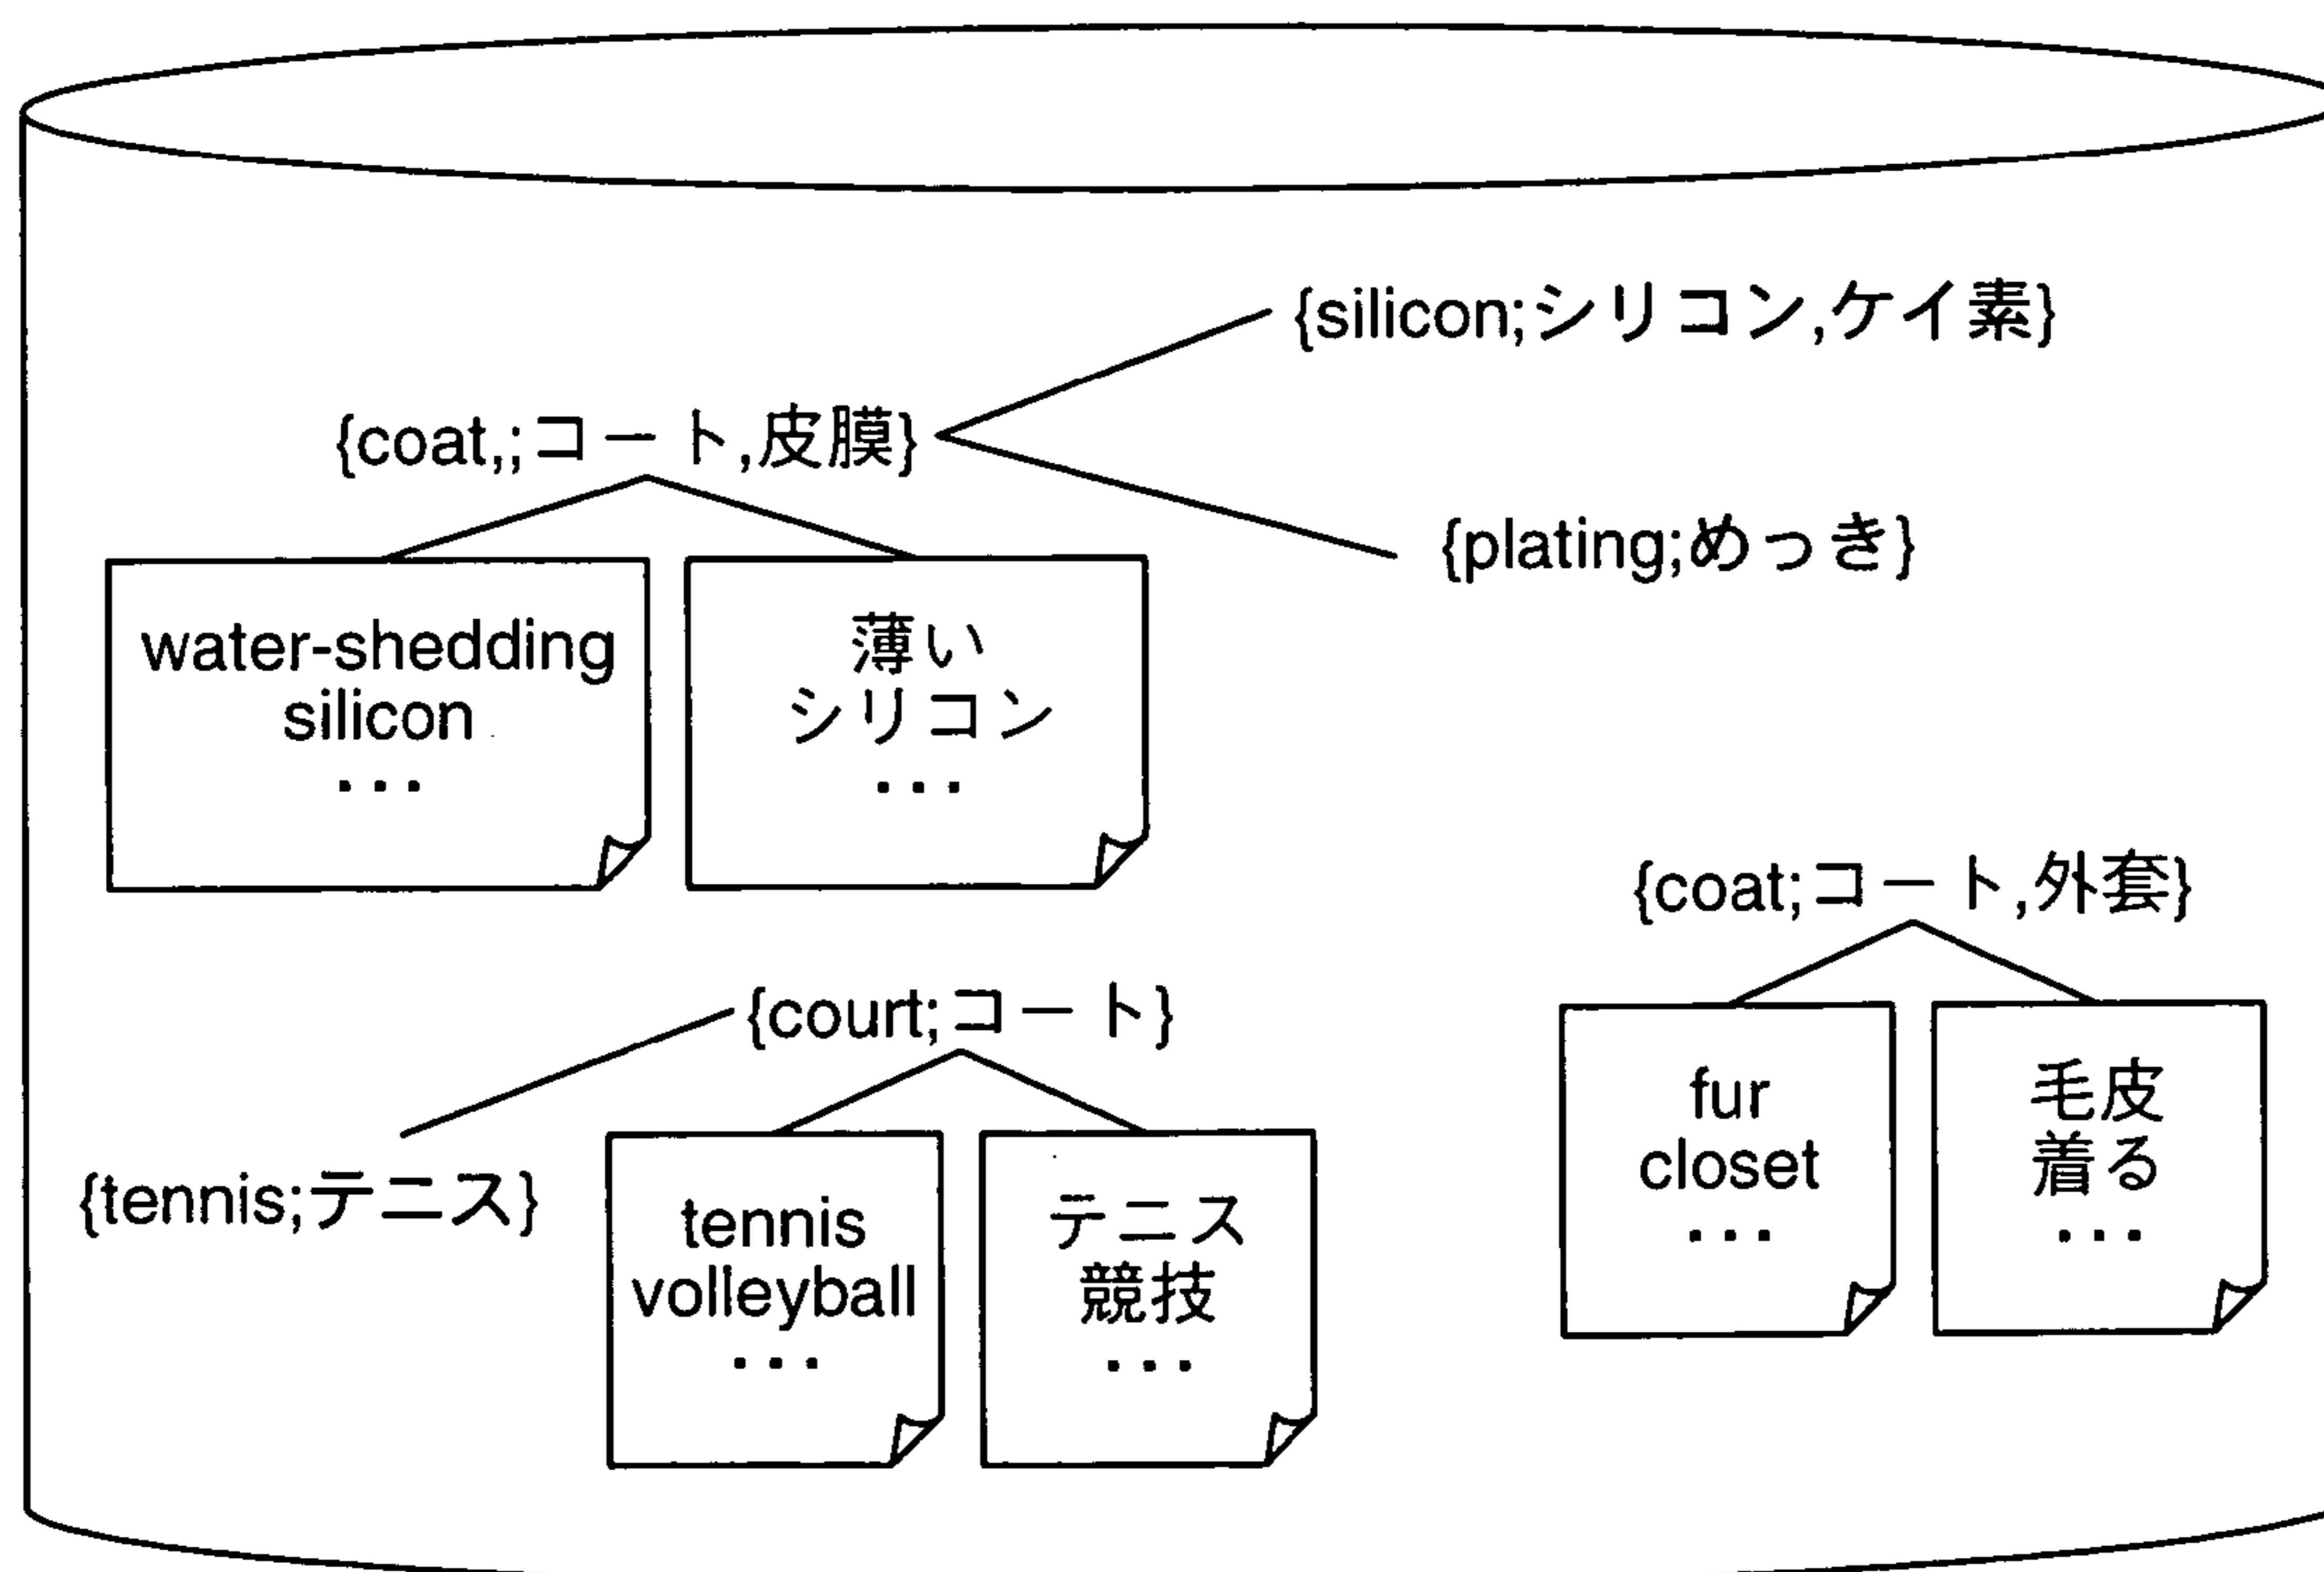 {silicon;シリコン,ケイ素}
{coat,;コート,皮膜}
{plating;めっき}
water-shedding
silicon
・・・
薄い
シリコン
・・・
{coat;コート,外套}
fur
closet
・・・
毛皮
着る
・・・
{court;コート}
{tennis;テニス}
tennis
volleyball
・・・
テニス
競技
・・・